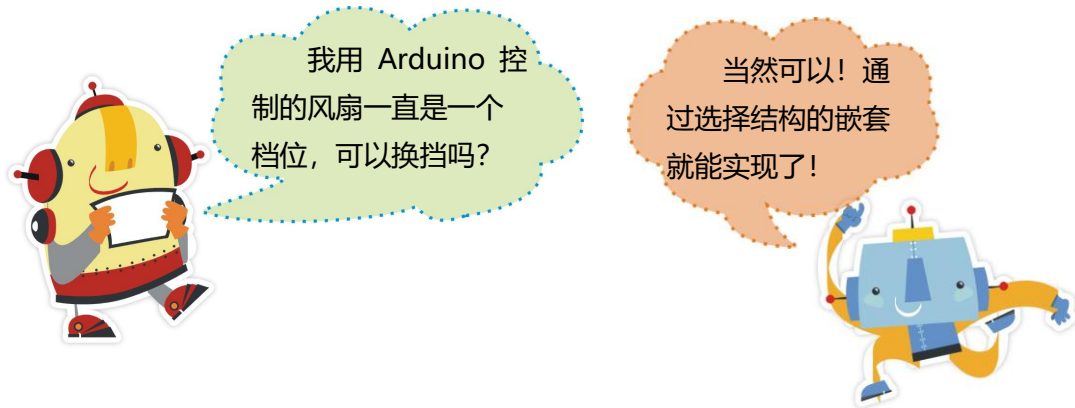 我用 Arduino 控
制的风扇一直是一个
档位，可以换挡吗？
当然可以！通
过选择结构的嵌套
就能实现了！